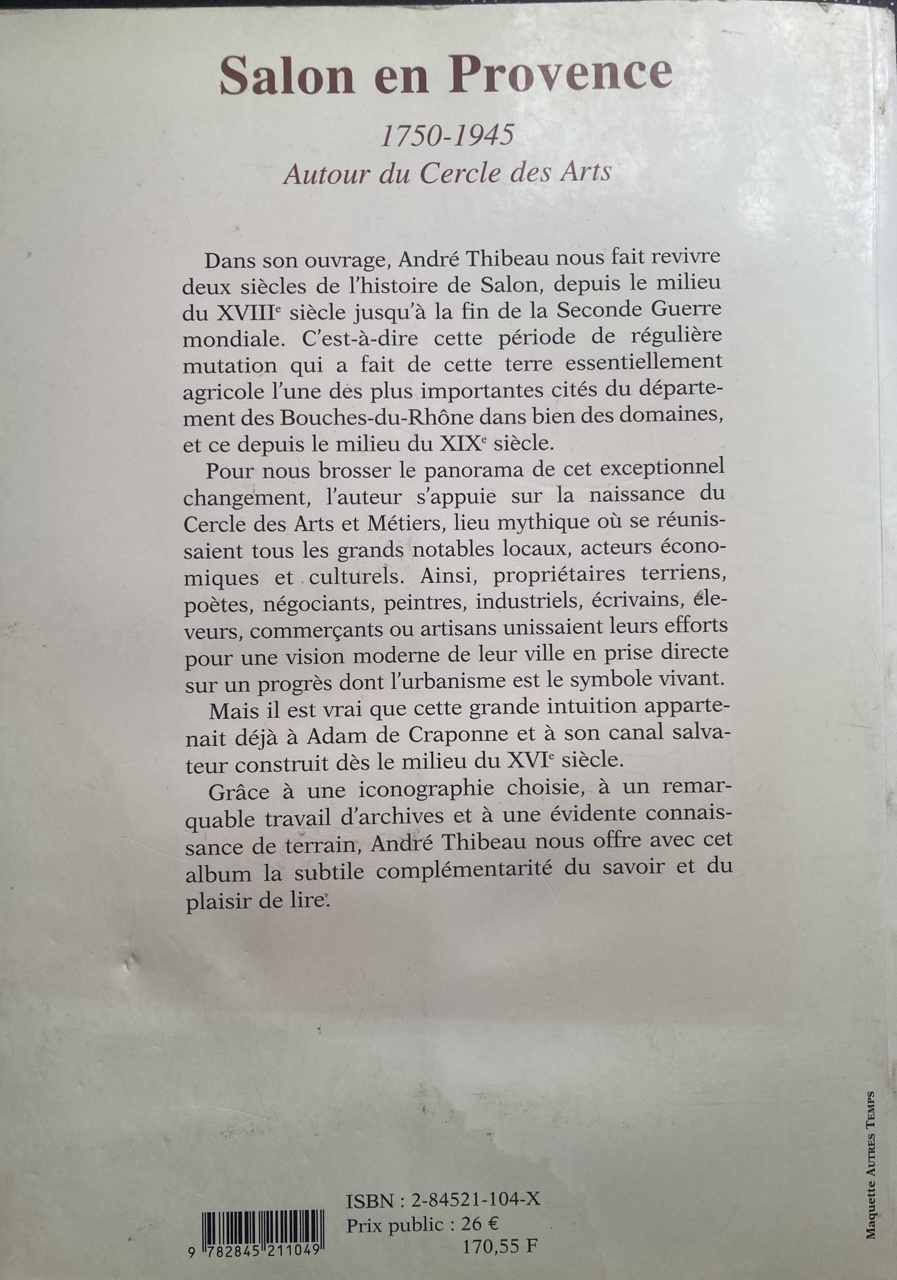 Salon en Provence
1750-1945
Autour du Cercle des Arts
Dans son ouvrage, André Thibeau nous fait revivre
deux siècles de l'histoire de Salon, depuis le milieu
du XVIIIe siècle jusqu'à la fin de la Seconde Guerre
mondiale. C'est-à-dire cette période de régulière
mutation qui a fait de cette terre essentiellement
agricole l'une des plus importantes cités du départe-
ment des Bouches-du-Rhône dans bien des domaines,
et ce depuis le milieu du XIXe siècle.
Pour nous brosser le panorama de cet exceptionnel
changement, l'auteur s'appuie sur la naissance du
Cercle des Arts et Métiers, lieu mythique où se réunis-
saient tous les grands notables locaux, acteurs écono-
miques et culturels. Ainsi, propriétaires terriens,
poètes, négociants, peintres, industriels, écrivains, éle-
veurs, commerçants ou artisans unissaient leurs efforts
pour une vision moderne de leur ville en prise directe
sur un progrès dont l'urbanisme est le symbole vivant.
Mais il est vrai que cette grande intuition apparte-
nait déjà à Adam de Craponne et à son canal salva-
teur construit dès le milieu du XVIe siècle.
Grâce à une iconographie choisie, à un remar-
quable travail d'archives et à une évidente connais-
sance de terrain, André Thibeau nous offre avec cet
album la subtile complémentarité du savoir et du
plaisir de lire.
ISBN : 2-84521-104-X
Prix public : 26 €
170,55 F
9 782845 211049
Maquette AUTRES TEMPS